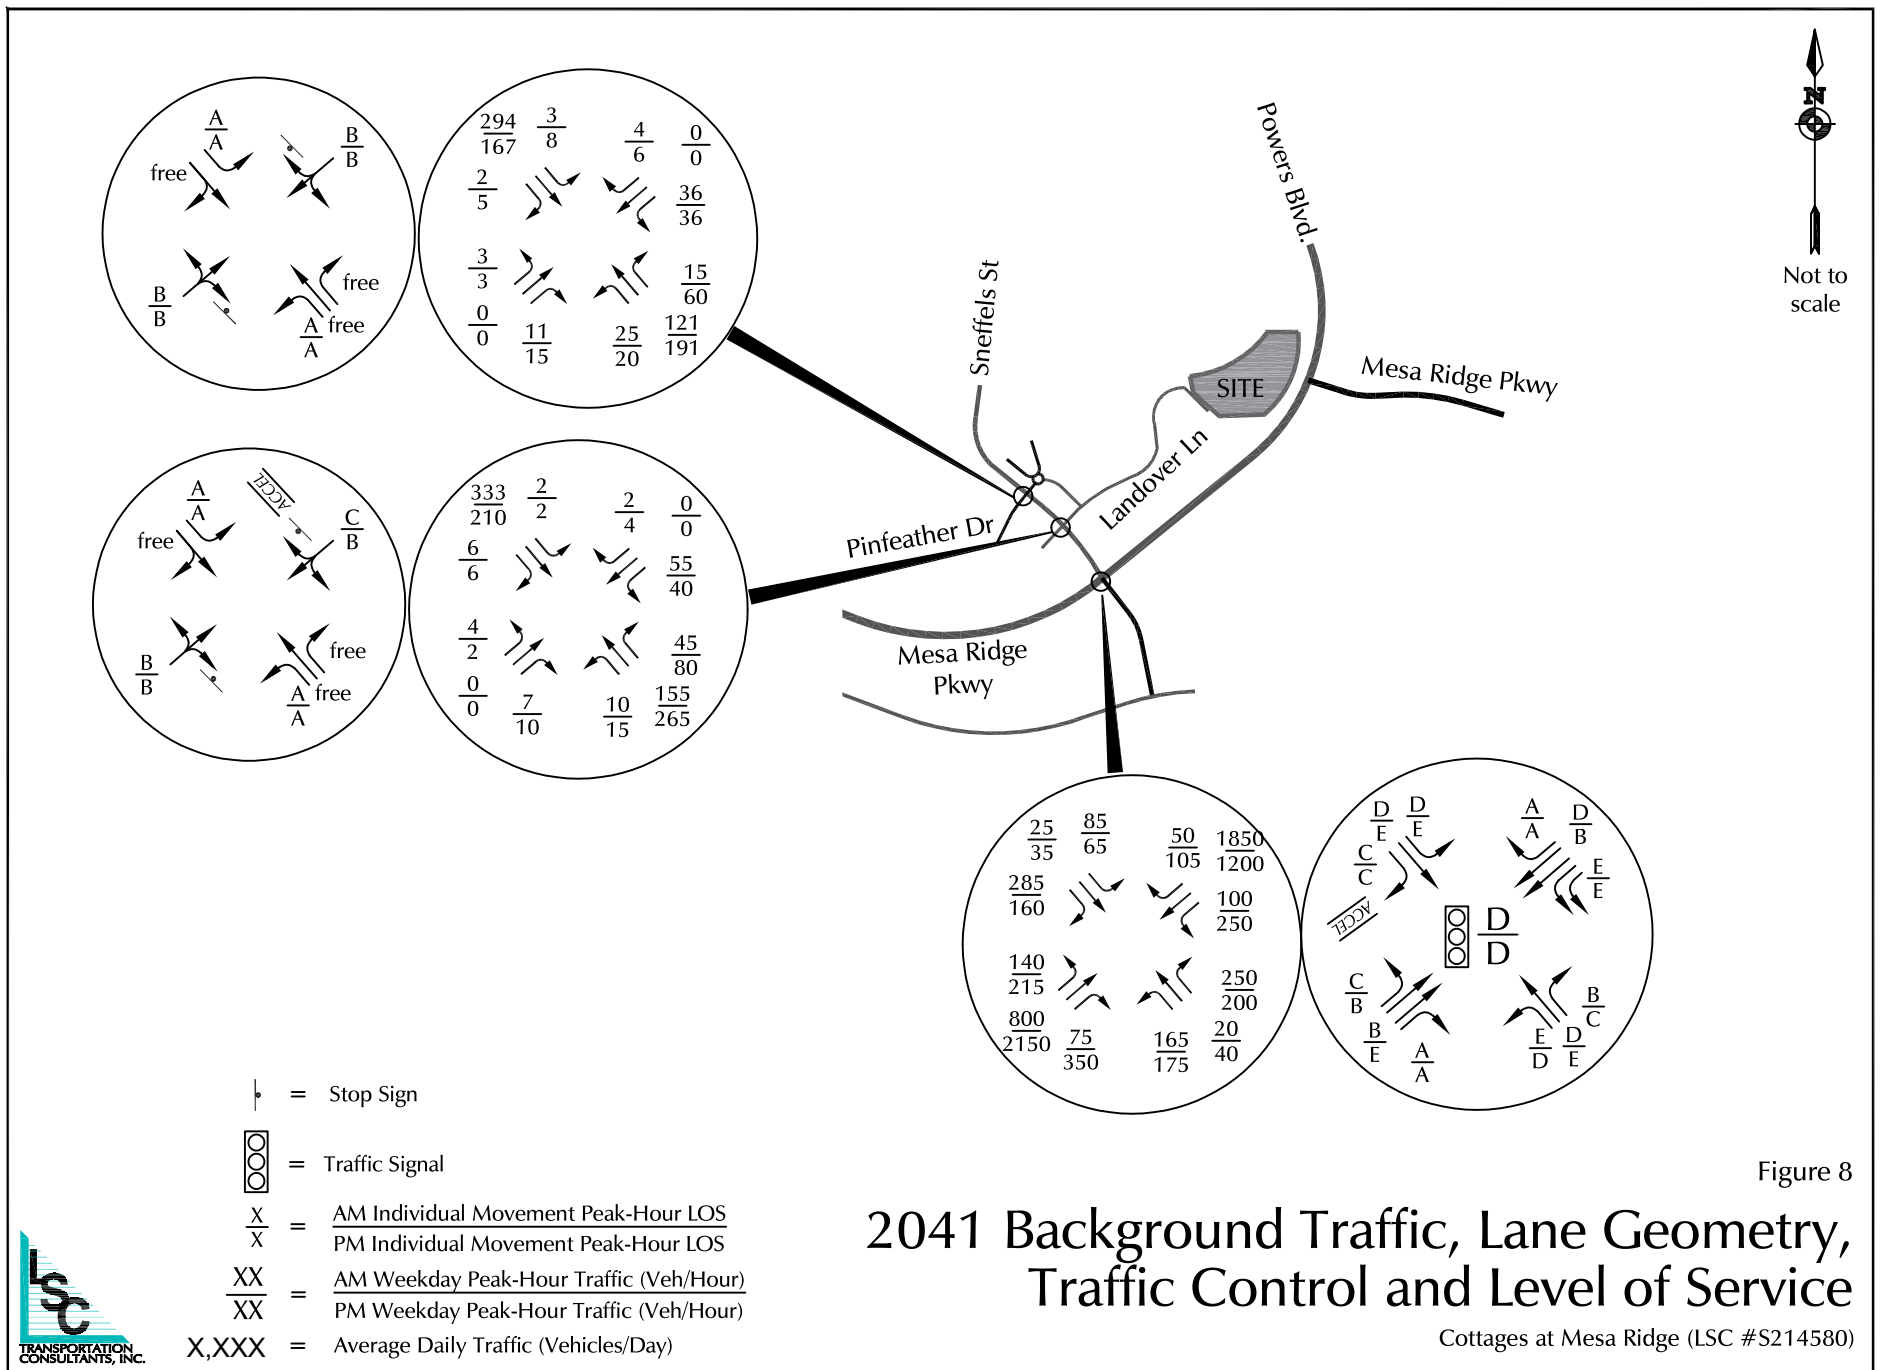 A
A
free
B
B
B
B
free
A
A
free
294
167
3
8
4
6
0
0
2
5
36
36
3
3
0
0
11
15
25
20
121
191
15
60
A
A
free
ACCEL
C
B
B
B
free
A
A
free
333
210
2
2
2
4
0
0
6
6
55
40
4
2
0
0
7
10
10
15
155
265
45
80
Powers Blvd.
Sneffels St
SITE
Mesa Ridge Pkwy
Landover Ln
Pinfeather Dr
Mesa Ridge
Pkwy
N
Not to
scale
25
35
85
65
50
105
1850
1200
285
160
100
250
140
215
800
2150
75
350
165
175
20
40
250
200
D
E
D
E
A
A
D
B
C
C
E
E
ACCEL
D
D
C
B
B
E
A
A
E
D
D
E
B
C
= Stop Sign
= Traffic Signal
X
X
=
AM Individual Movement Peak-Hour LOS
PM Individual Movement Peak-Hour LOS
XX
XX
=
AM Weekday Peak-Hour Traffic (Veh/Hour)
PM Weekday Peak-Hour Traffic (Veh/Hour)
X,XXX = Average Daily Traffic (Vehicles/Day)
LSC
TRANSPORTATION
CONSULTANTS, INC.
Figure 8
2041 Background Traffic, Lane Geometry,
Traffic Control and Level of Service
Cottages at Mesa Ridge (LSC #S214580)